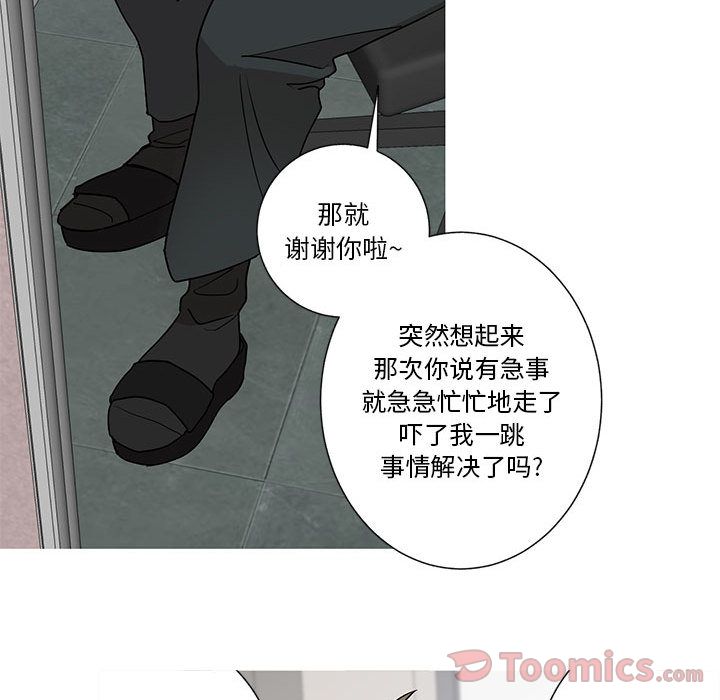 那就
谢谢你啦~
突然想起来
那次你说有急事
就急急忙忙地走了
吓了我一跳
事情解决了吗?
Toomics.com